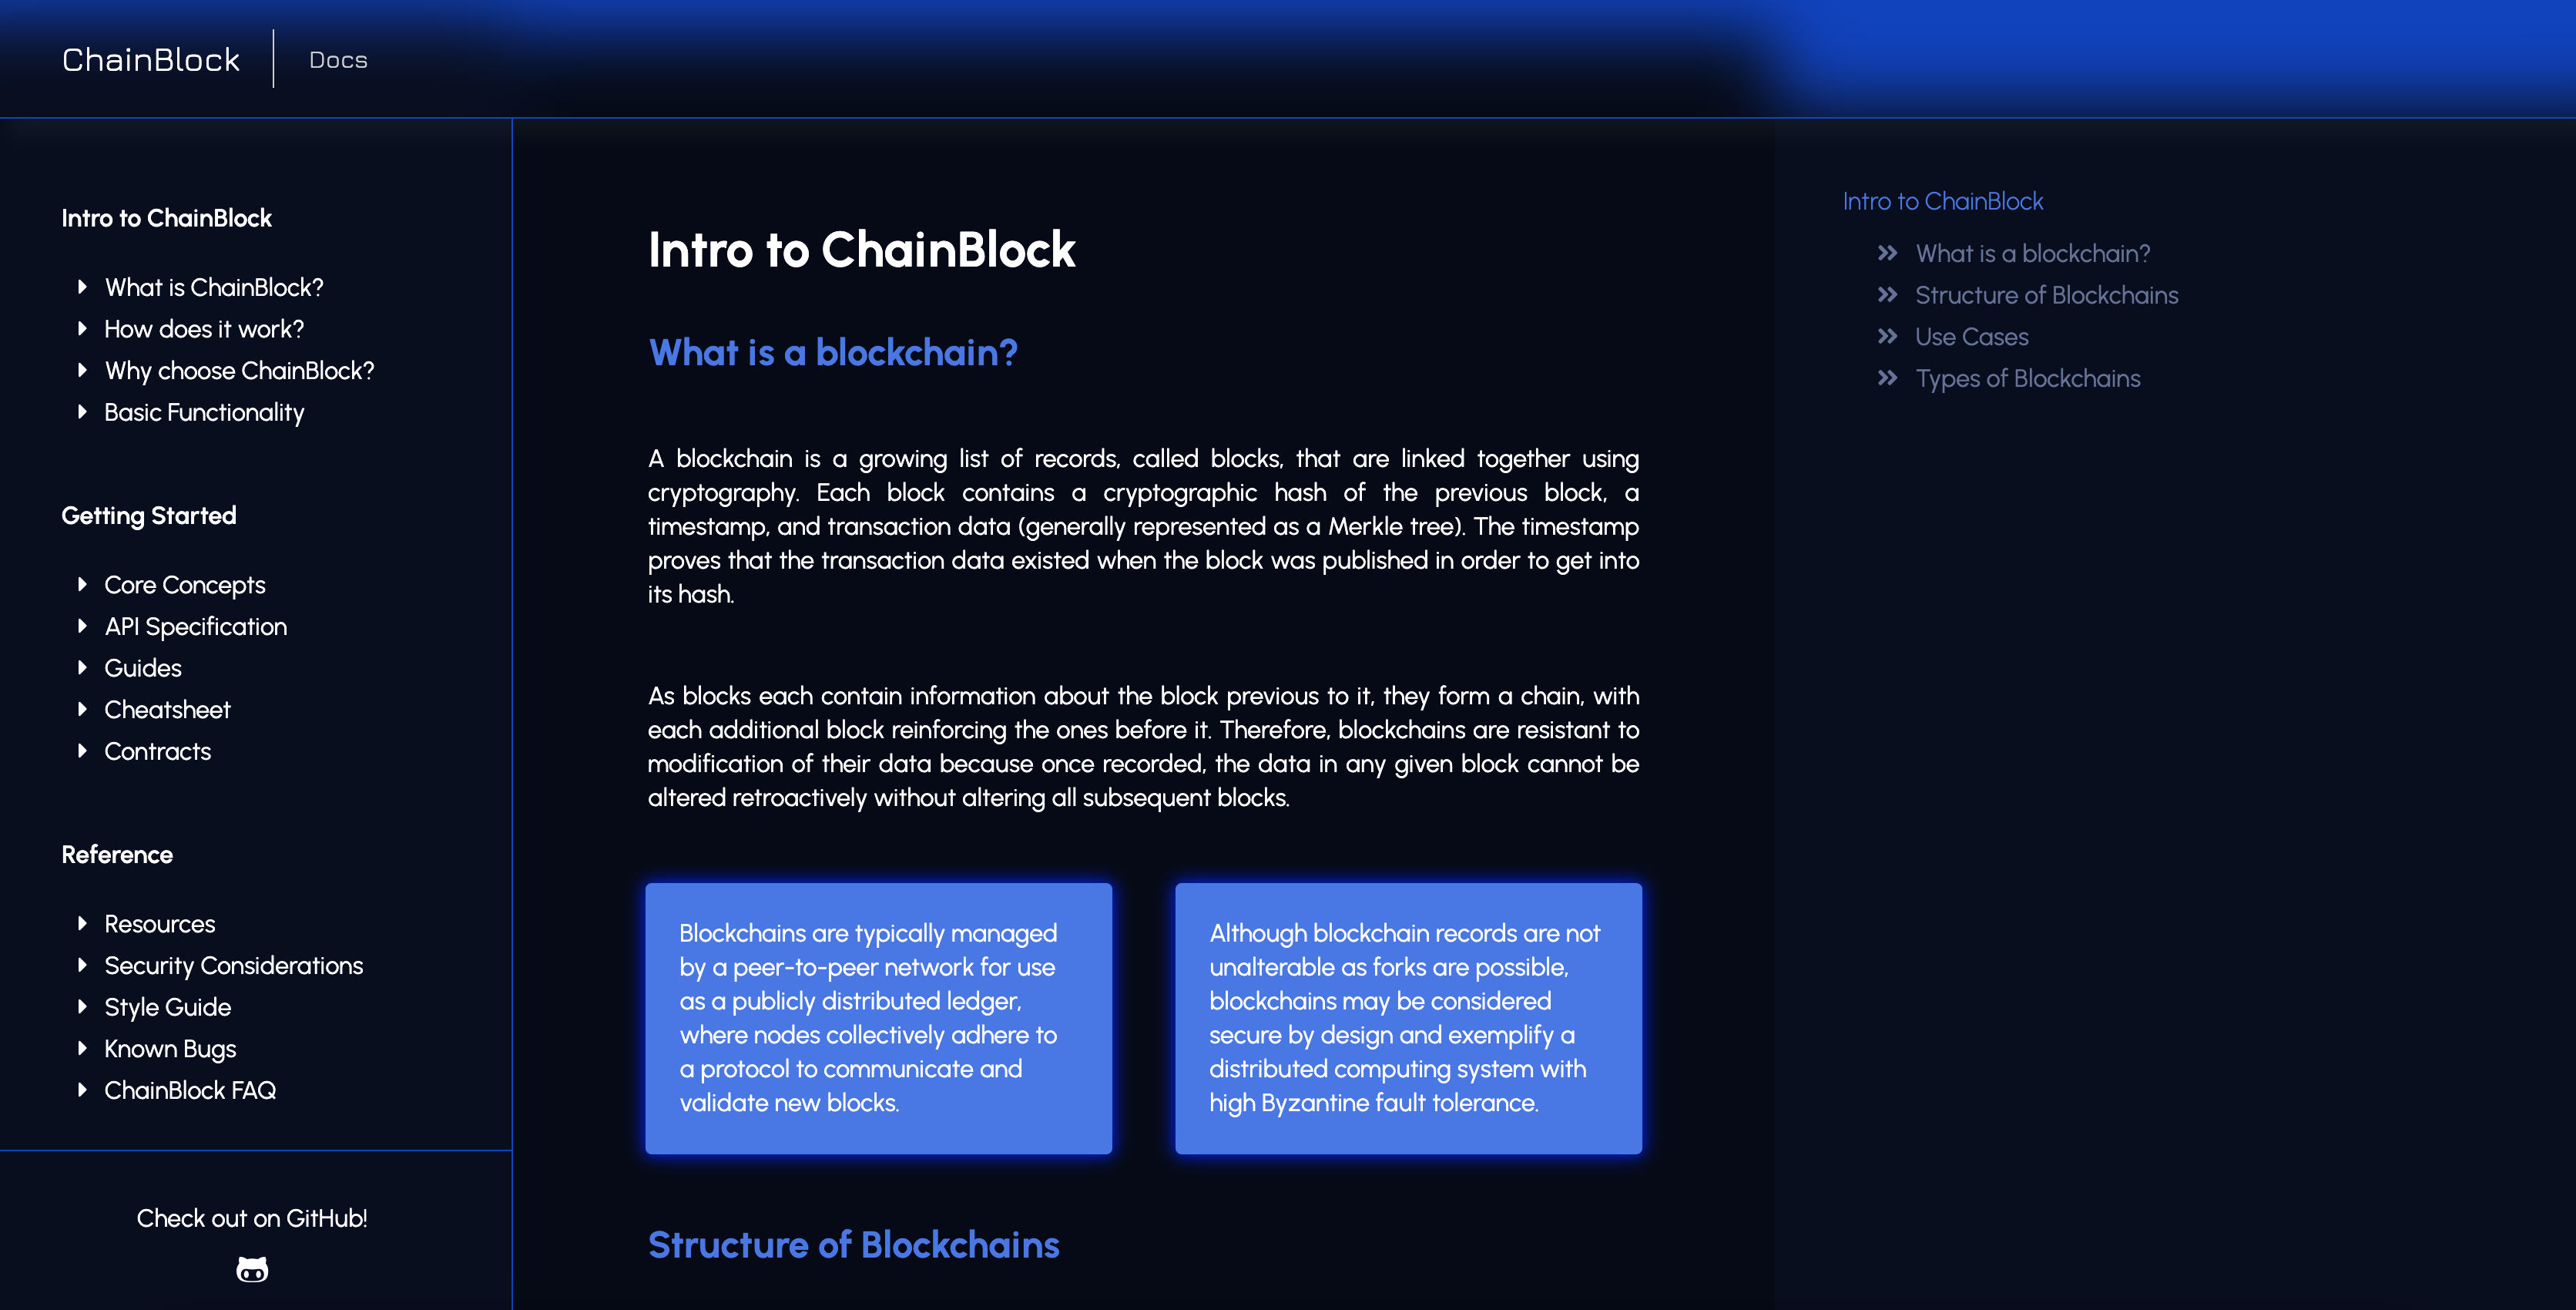 ChainBlock
Docs
Intro to ChainBlock
What is ChainBlock?
How does it work?
Why choose ChainBlock?
Basic Functionality
Getting Started
Core Concepts
API Specification
Guides
Cheatsheet
Contracts
Reference
Resources
Security Considerations
Style Guide
Known Bugs
ChainBlock FAQ
Check out on GitHub!
Intro to ChainBlock
What is a blockchain?
A blockchain is a growing list of records, called blocks, that are linked together using
cryptography. Each block contains a cryptographic hash of the previous block, a
timestamp, and transaction data (generally represented as a Merkle tree). The timestamp
proves that the transaction data existed when the block was published in order to get into
its hash.
As blocks each contain information about the block previous to it, they form a chain, with
each additional block reinforcing the ones before it. Therefore, blockchains are resistant to
modification of their data because once recorded, the data in any given block cannot be
altered retroactively without altering all subsequent blocks.
Blockchains are typically managed
by a peer-to-peer network for use
as a publicly distributed ledger,
where nodes collectively adhere to
a protocol to communicate and
validate new blocks.
Although blockchain records are not
unalterable as forks are possible,
blockchains may be considered
secure by design and exemplify a
distributed computing system with
high Byzantine fault tolerance.
Structure of Blockchains
Intro to ChainBlock
What is a blockchain?
Structure of Blockchains
Use Cases
Types of Blockchains